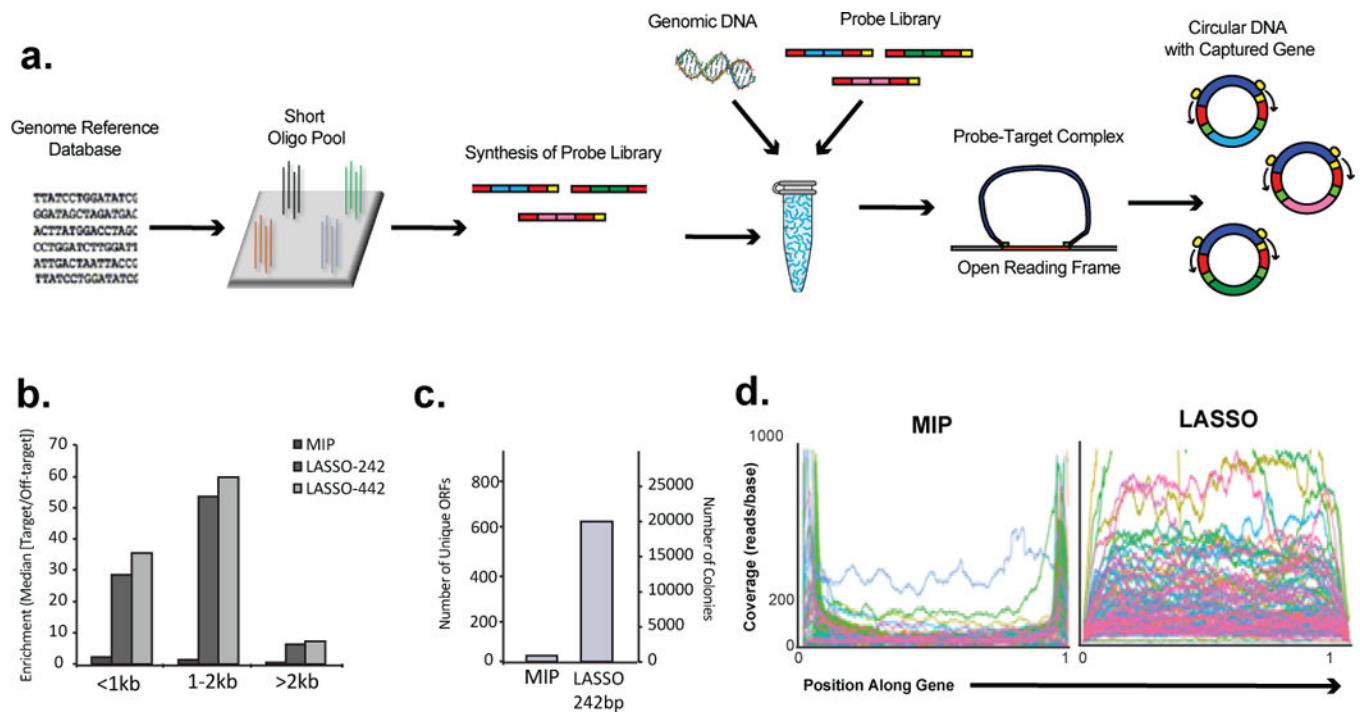 a.
Genome Reference
Database
TTATCCTGGATATCG
GGATAGCTAGATGAC
ACTTATGGACCTAGC
CCTGGATCTTGGATT
ATTGACTAATTACCG
TTATCCTGGATATCG
Short
Oligo Pool
Synthesis of Probe Library
Genomic DNA
Probe Library
Probe-Target Complex
Open Reading Frame
Circular DNA
with Captured Gene
b.
Enrichment (Median [Target/Off-target])
70
60
50
40
30
20
10
0
MIP
LASSO-242
LASSO-442
<1kb
1-2kb
>2kb
c.
Number of Unique ORFs
800
600
400
200
0
Number of Colonies
25000
20000
15000
10000
5000
0
MIP
LASSO
242bp
d.
MIP
LASSO
Coverage (reads/base)
1000
200
0
0
1
0
1
Position Along Gene